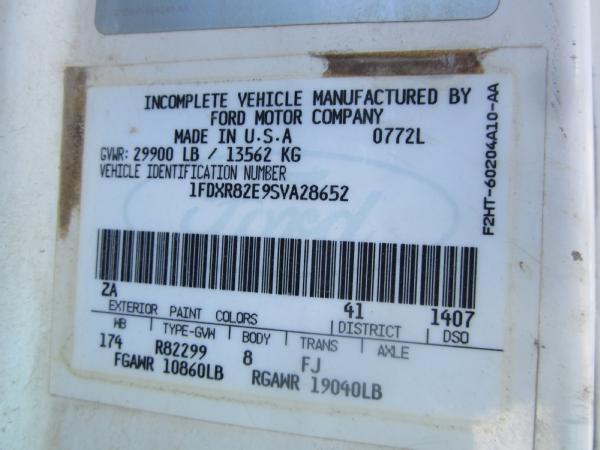 INCOMPLETE VEHICLE MANUFACTURED BY
FORD MOTOR COMPANY
MADE IN U.S.A 0772L
GVWR: 29900 LB / 13562 KG
VEHICLE IDENTIFICATION NUMBER
1FDXR82E9SVA28652
F2HT-60204A10-AA
ZA 41 1407
EXTERIOR PAINT COLORS DISTRICT DSO
WB TYPE-GVW BODY TRANS AXLE
174 R82299 8 FJ
FGAWR 10860LB RGAWR 19040LB